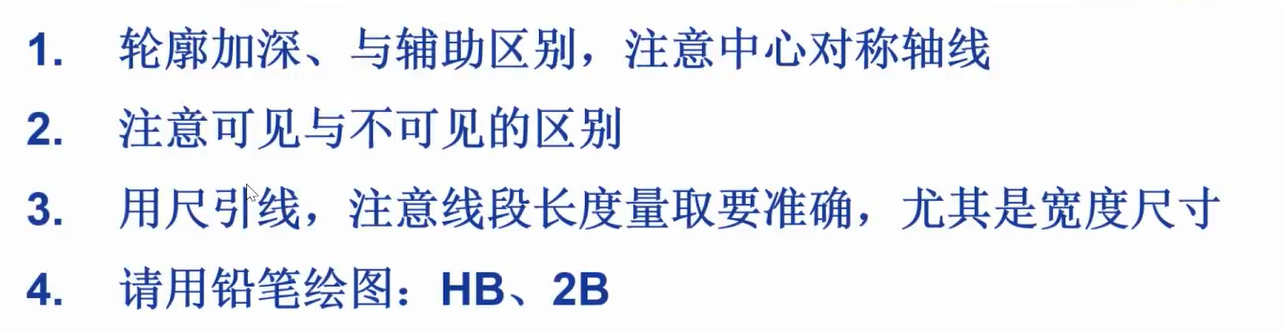 1. 轮廓加深、与辅助区别，注意中心对称轴线
2. 注意可见与不可见的区别
3. 用尺引线，注意线段长度量取要准确，尤其是宽度尺寸
4. 请用铅笔绘图：HB、2B